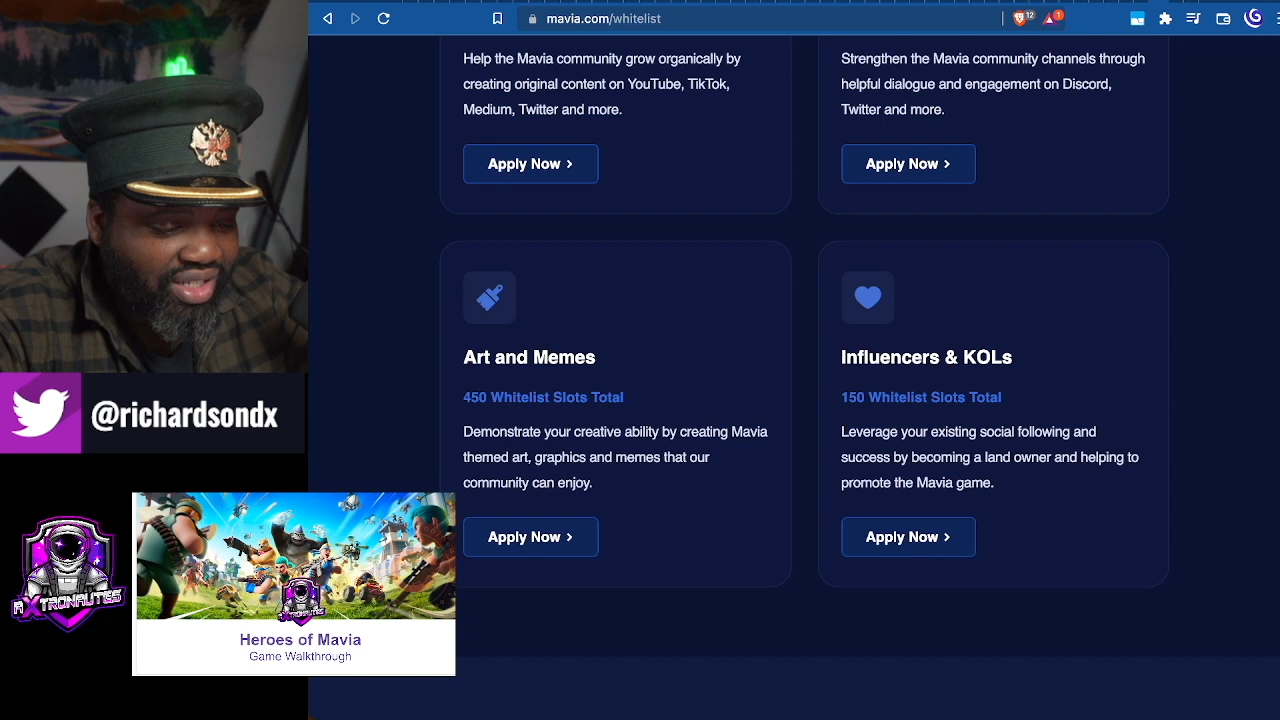 mavia.com/whitelist
12
1
Help the Mavia community grow organically by
creating original content on YouTube, TikTok,
Medium, Twitter and more.
Apply Now
Strengthen the Mavia community channels through
helpful dialogue and engagement on Discord,
Twitter and more.
Apply Now
Art and Memes
450 Whitelist Slots Total
Demonstrate your creative ability by creating Mavia
themed art, graphics and memes that our
community can enjoy.
Apply Now
Influencers & KOLs
150 Whitelist Slots Total
Leverage your existing social following and
success by becoming a land owner and helping to
promote the Mavia game.
Apply Now
@richardsondx
AXTRONAUTES
AXTRONAUTES
Heroes of Mavia
Game Walkthrough